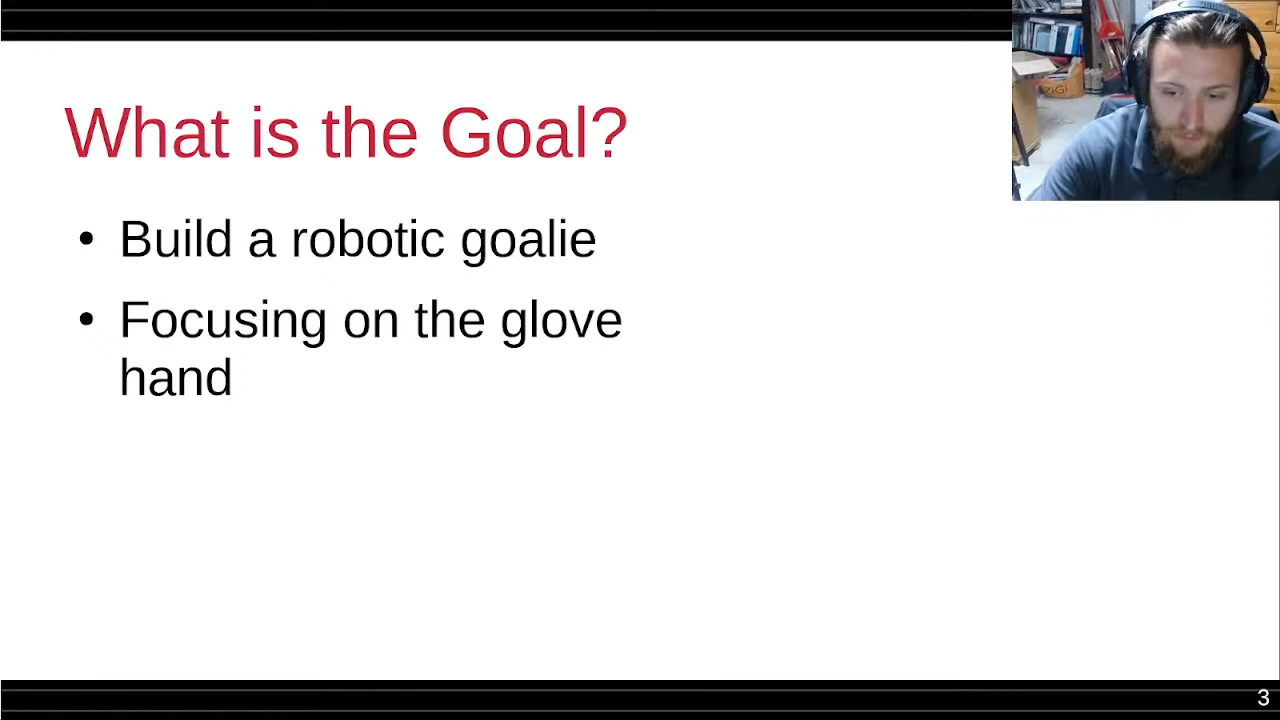 What is the Goal?
• Build a robotic goalie
• Focusing on the glove
hand
3